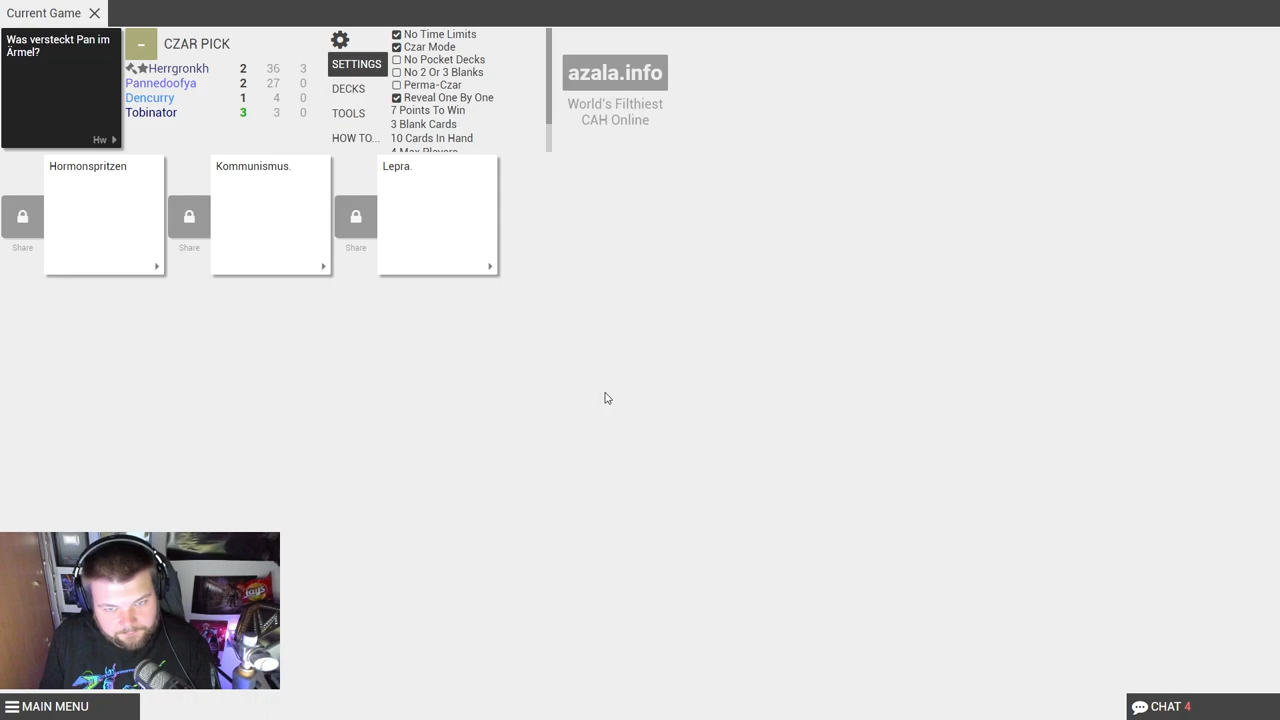 Current Game
Was versteckt Pan im
Ärmel?
Hw
–
CZAR PICK
Herrgronkh 2 36 3
Pannedoofya 2 27 0
Dencurry 1 4 0
Tobinator 3 3 0
SETTINGS
DECKS
TOOLS
HOW TO...
No Time Limits
Czar Mode
No Pocket Decks
No 2 Or 3 Blanks
Perma-Czar
Reveal One By One
7 Points To Win
3 Blank Cards
10 Cards In Hand
4 Max Players
azala.info
World's Filthiest
CAH Online
Share
Hormonspritzen
Share
Kommunismus.
Share
Lepra.
Lays
MAIN MENU
CHAT 4